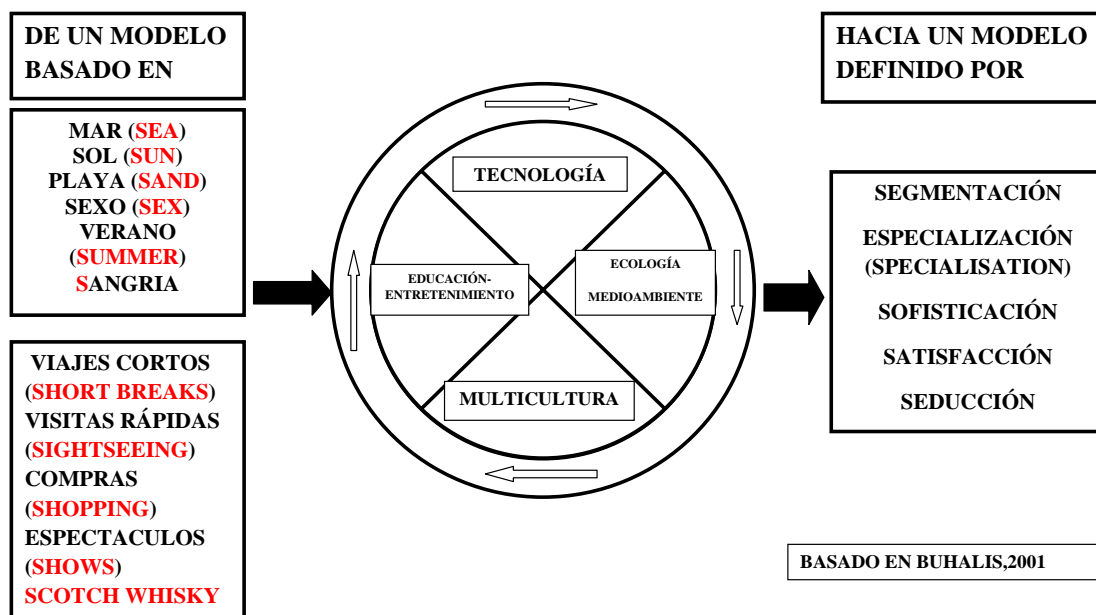 DE UN MODELO
BASADO EN
MAR (SEA)
SOL (SUN)
PLAYA (SAND)
SEXO (SEX)
VERANO
(SUMMER)
SANGRIA
VIAJES CORTOS
(SHORT BREAKS)
VISITAS RÁPIDAS
(SIGHTSEEING)
COMPRAS
(SHOPPING)
ESPECTACULOS
(SHOWS)
SCOTCH WHISKY
TECNOLOGÍA
EDUCACIÓN-
ENTRETENIMIENTO
ECOLOGÍA
MEDIOAMBIENTE
MULTICULTURA
HACIA UN MODELO
DEFINIDO POR
SEGMENTACIÓN
ESPECIALIZACIÓN
(SPECIALISATION)
SOFISTICACIÓN
SATISFACCIÓN
SEDUCCIÓN
BASADO EN BUHALIS,2001